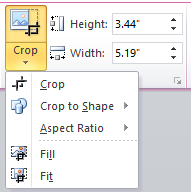 Height: 3.44"
Crop
Width: 5.19"
Crop
Crop to Shape
Aspect Ratio
Fill
Fit